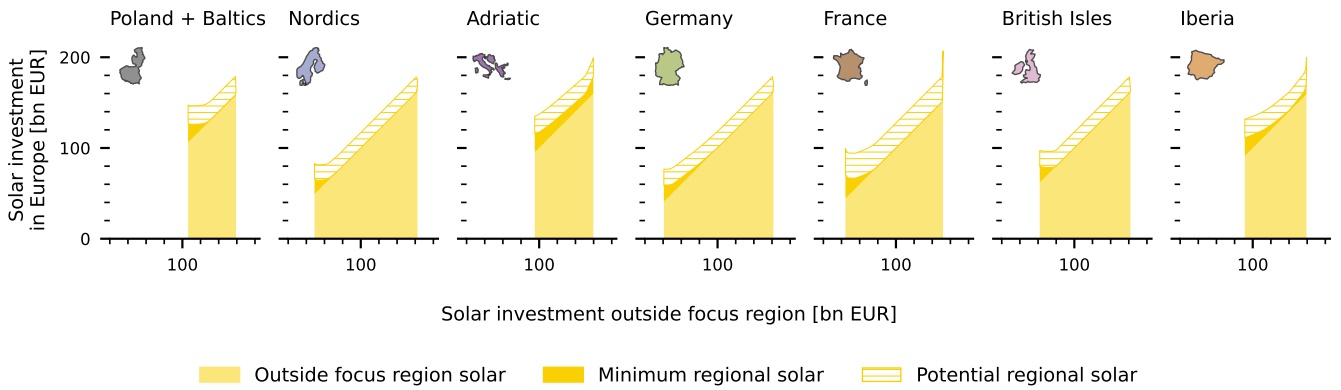 Poland + Baltics Nordics Adriatic Germany France British Isles Iberia
Solar investment
in Europe [bn EUR]
200
100
0
100 100 100 100 100 100 100
Solar investment outside focus region [bn EUR]
Outside focus region solar Minimum regional solar Potential regional solar